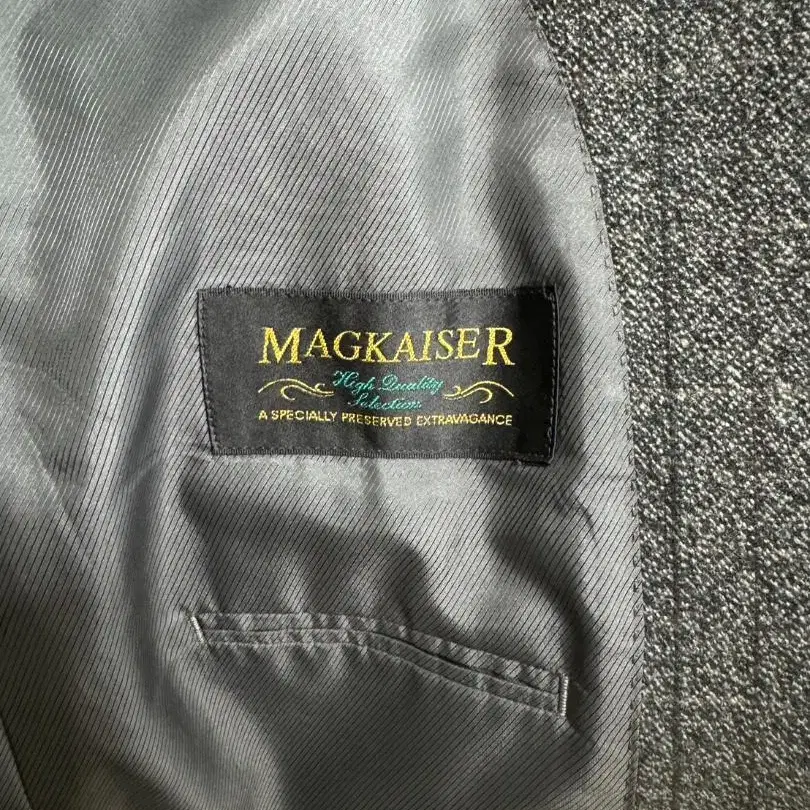 MAGKAISER
High Quality
Selection
A SPECIALLY PRESERVED EXTRAVAGANCE